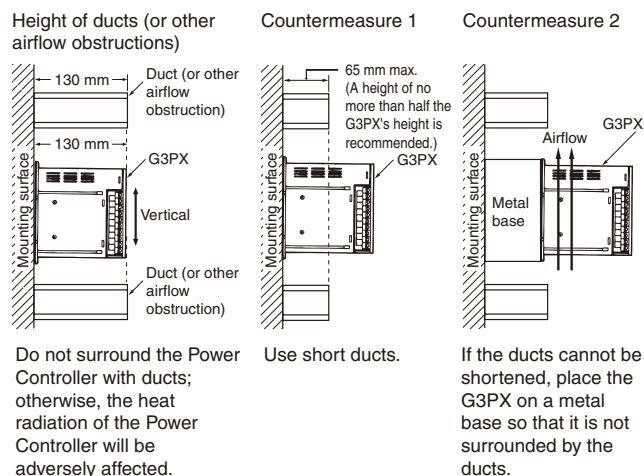 Height of ducts (or other
airflow obstructions)
130 mm
Duct (or other
airflow
obstruction)
130 mm
G3PX
Mounting surface
Vertical
Duct (or other
airflow
obstruction)
Do not surround the Power
Controller with ducts;
otherwise, the heat
radiation of the Power
Controller will be
adversely affected.
Countermeasure 1
65 mm max.
(A height of no
more than half the
G3PX's height is
recommended.)
G3PX
Mounting surface
Use short ducts.
Countermeasure 2
G3PX
Airflow
Mounting surface
Metal
base
If the ducts cannot be
shortened, place the
G3PX on a metal
base so that it is not
surrounded by the
ducts.